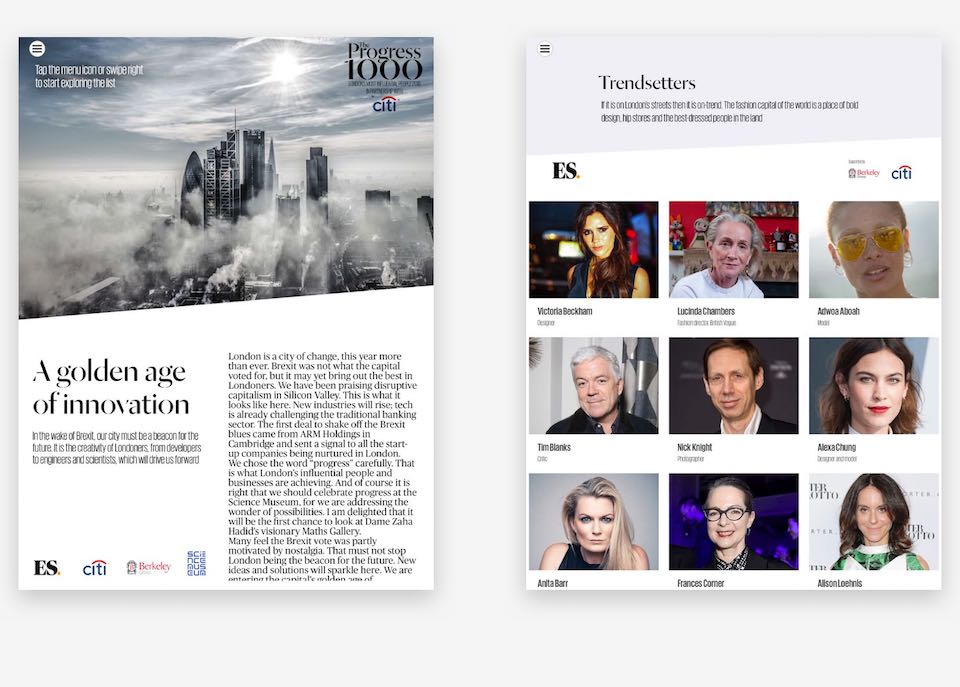 Tap the menu icon or swipe right
to start exploring the list
The
Progress
1000
LONDON'S MOST INFLUENTIAL PEOPLE 2016
IN PARTNERSHIP WITH
citi
A golden age
of innovation
In the wake of Brexit, our city must be a beacon for the
future. It is the creativity of Londoners, from developers
to engineers and scientists, which will drive us forward
London is a city of change, this year more
than ever. Brexit was not what the capital
voted for, but it may yet bring out the best in
Londoners. We have been praising disruptive
capitalism in Silicon Valley. This is what it
looks like here. New industries will rise; tech
is already challenging the traditional banking
sector. The first deal to shake off the Brexit
blues came from ARM Holdings in
Cambridge and sent a signal to all the start-
up companies being nurtured in London.
We chose the word “progress” carefully. That
is what London's influential people and
businesses are achieving. And of course it is
right that we should celebrate progress at the
Science Museum, for we are addressing the
wonder of possibilities. I am delighted that it
will be the first chance to look at Dame Zaha
Hadid's visionary Maths Gallery.
Many feel the Brexit vote was partly
motivated by nostalgia. That must not stop
London being the beacon for the future. New
ideas and solutions will sparkle here. We are
entering the capital's golden age of
ES.
citi
Berkeley
Group
SCIENCE MUSEUM
Trendsetters
If it is on London's streets then it is on-trend. The fashion capital of the world is a place of bold
design, hip stores and the best-dressed people in the land
ES.
Berkeley
Group
citi
Victoria Beckham
Designer
Lucinda Chambers
Fashion director, British Vogue
Adwoa Aboah
Model
Tim Blanks
Critic
Nick Knight
Photographer
Alexa Chung
Designer and model
Anita Barr
Frances Corner
Alison Loehnis